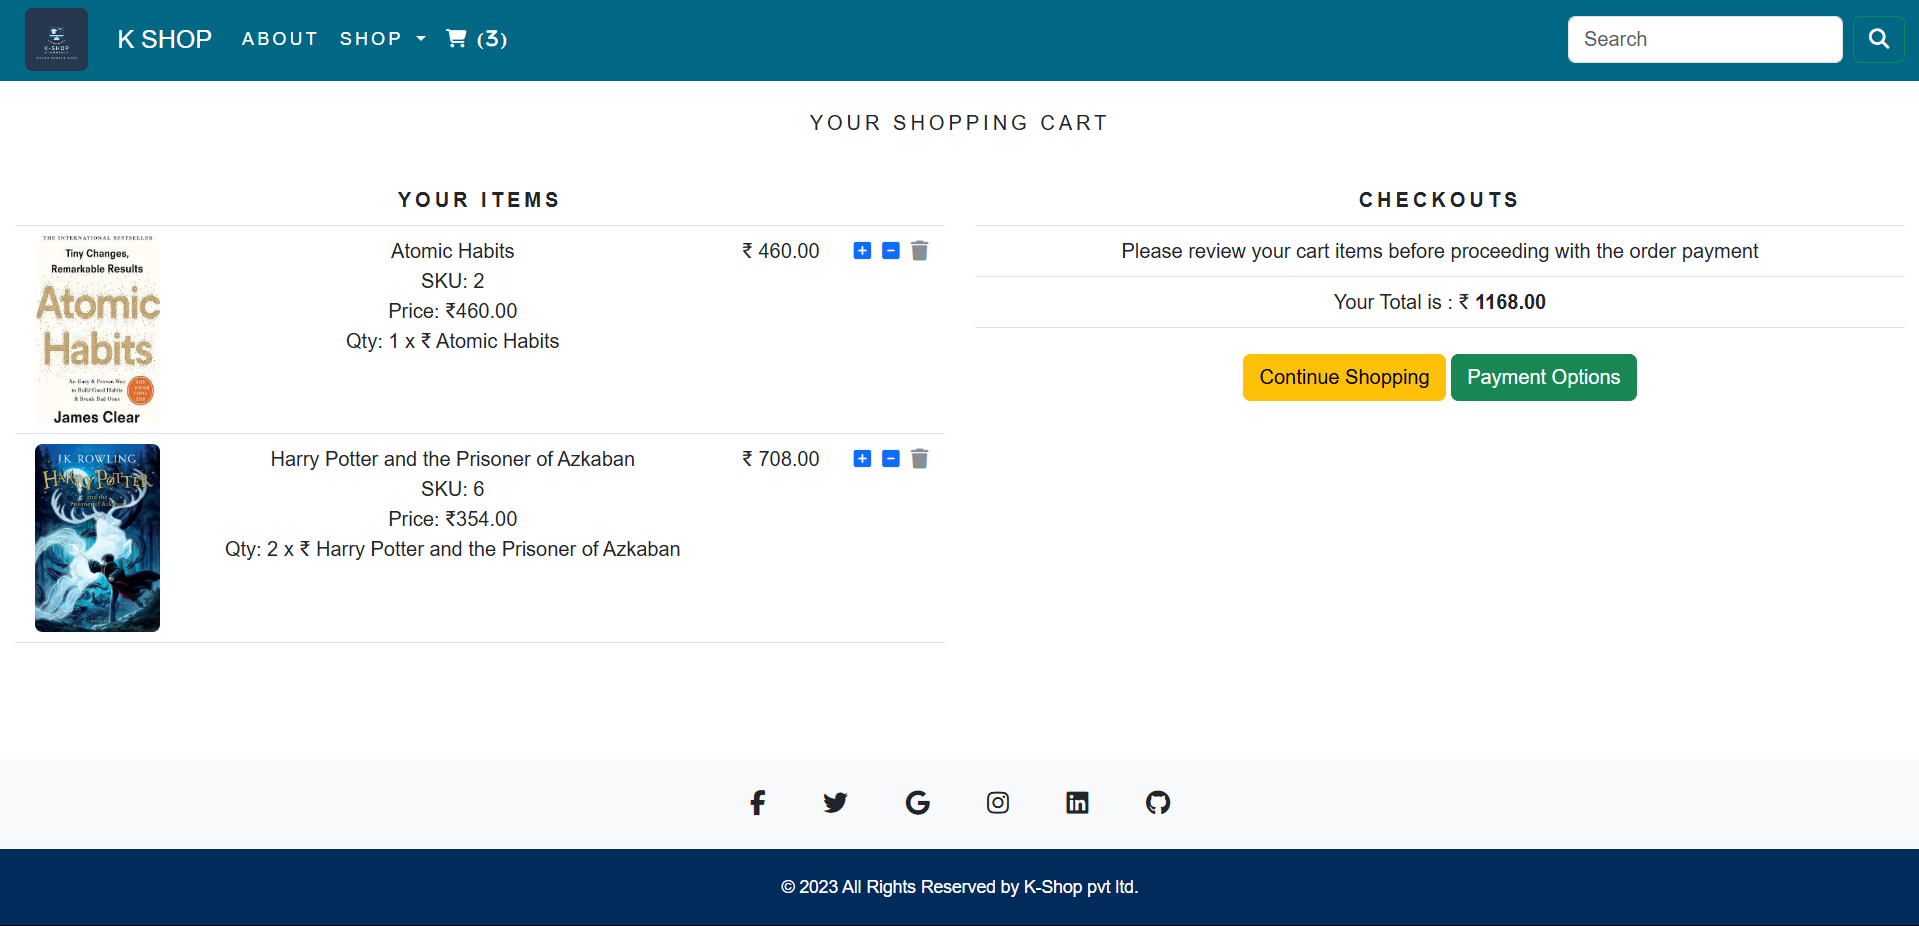 K-SHOP
K SHOP
ABOUT
SHOP
(3)
Search
YOUR SHOPPING CART
YOUR ITEMS
THE INTERNATIONAL BESTSELLER
Tiny Changes,
Remarkable Results
Atomic
Habits
An Easy & Proven Way
to Build Good Habits
& Break Bad Ones
James Clear
Atomic Habits
SKU: 2
Price: ₹460.00
Qty: 1 x ₹ Atomic Habits
₹ 460.00
J.K. ROWLING
HARRY POTTER
and the
Prisoner of Azkaban
Harry Potter and the Prisoner of Azkaban
SKU: 6
Price: ₹354.00
Qty: 2 x ₹ Harry Potter and the Prisoner of Azkaban
₹ 708.00
CHECKOUTS
Please review your cart items before proceeding with the order payment
Your Total is : ₹ 1168.00
Continue Shopping
Payment Options
© 2023 All Rights Reserved by K-Shop pvt ltd.